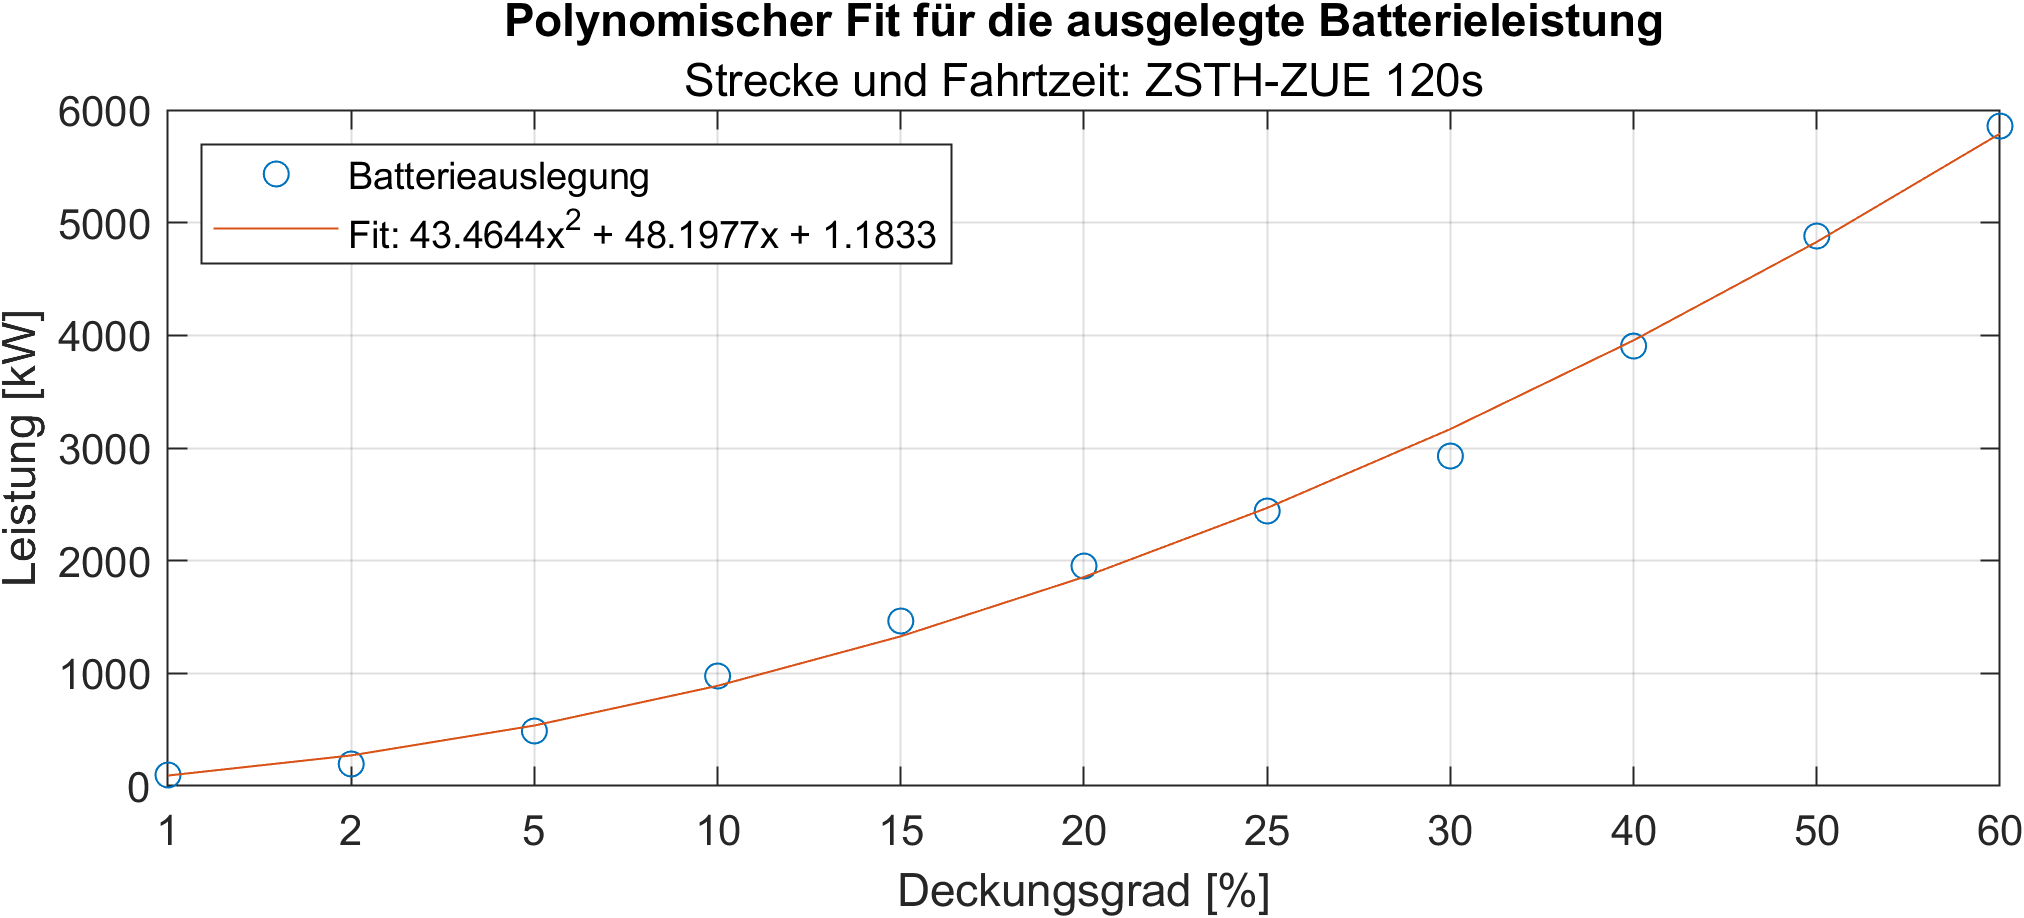 Polynomischer Fit für die ausgelegte Batterieleistung
Strecke und Fahrtzeit: ZSTH-ZUE 120s
6000
5000
4000
3000
2000
1000
0
Leistung [kW]
Batterieauslegung
Fit: 43.4644x² + 48.1977x + 1.1833
1 2 5 10 15 20 25 30 40 50 60
Deckungsgrad [%]